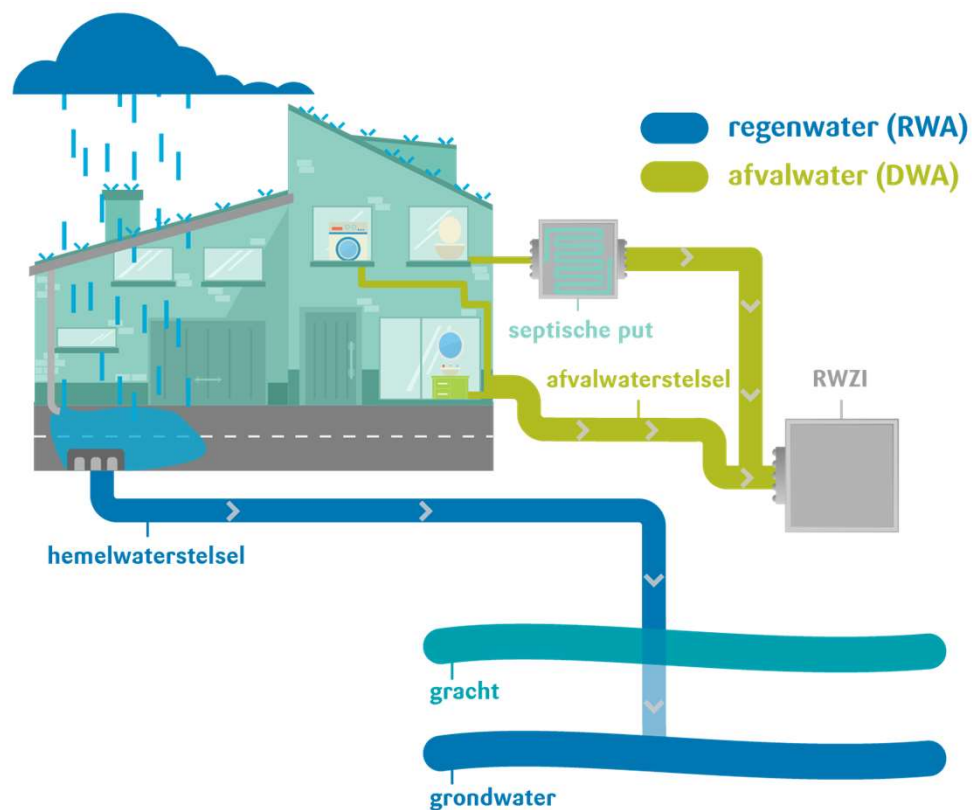 regenwater (RWA)
afvalwater (DWA)
septische put
afvalwaterstelsel
RWZI
hemelwaterstelsel
gracht
grondwater